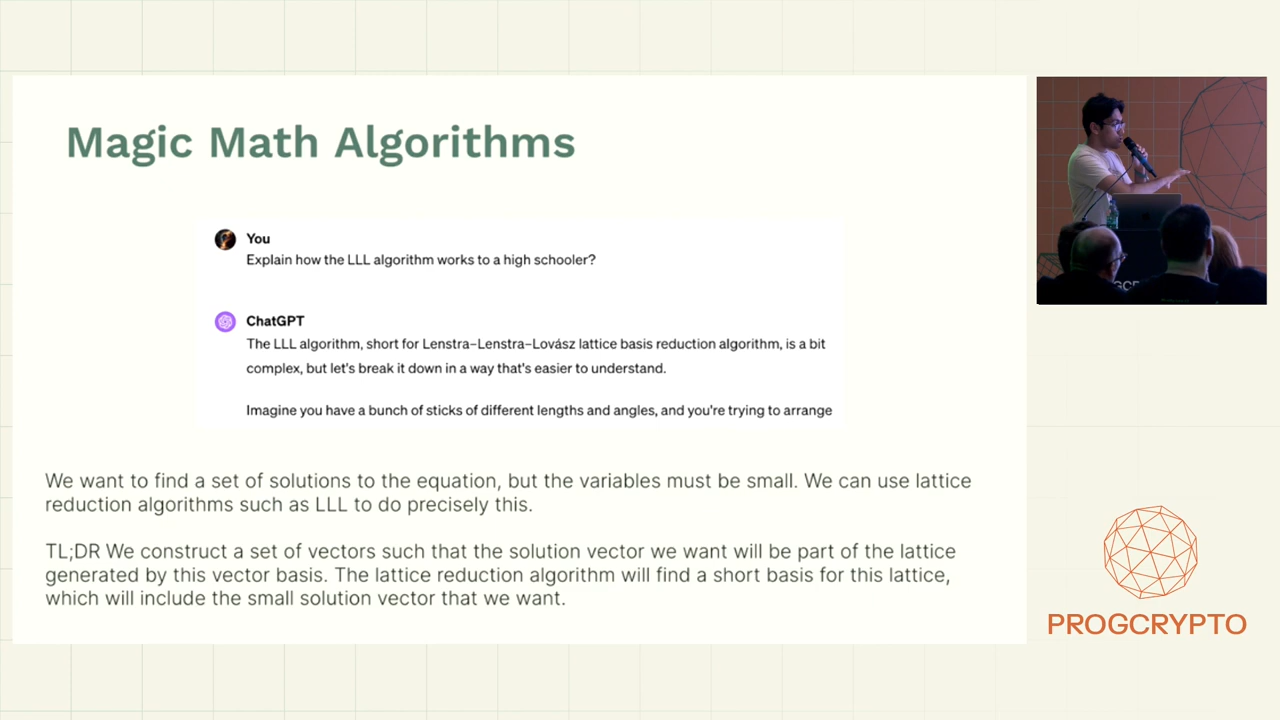 Magic Math Algorithms
You
Explain how the LLL algorithm works to a high schooler?
ChatGPT
The LLL algorithm, short for Lenstra–Lenstra–Lovász lattice basis reduction algorithm, is a bit
complex, but let's break it down in a way that's easier to understand.
Imagine you have a bunch of sticks of different lengths and angles, and you're trying to arrange
We want to find a set of solutions to the equation, but the variables must be small. We can use lattice
reduction algorithms such as LLL to do precisely this.
TL;DR We construct a set of vectors such that the solution vector we want will be part of the lattice
generated by this vector basis. The lattice reduction algorithm will find a short basis for this lattice,
which will include the small solution vector that we want.
PROGCRYPTO